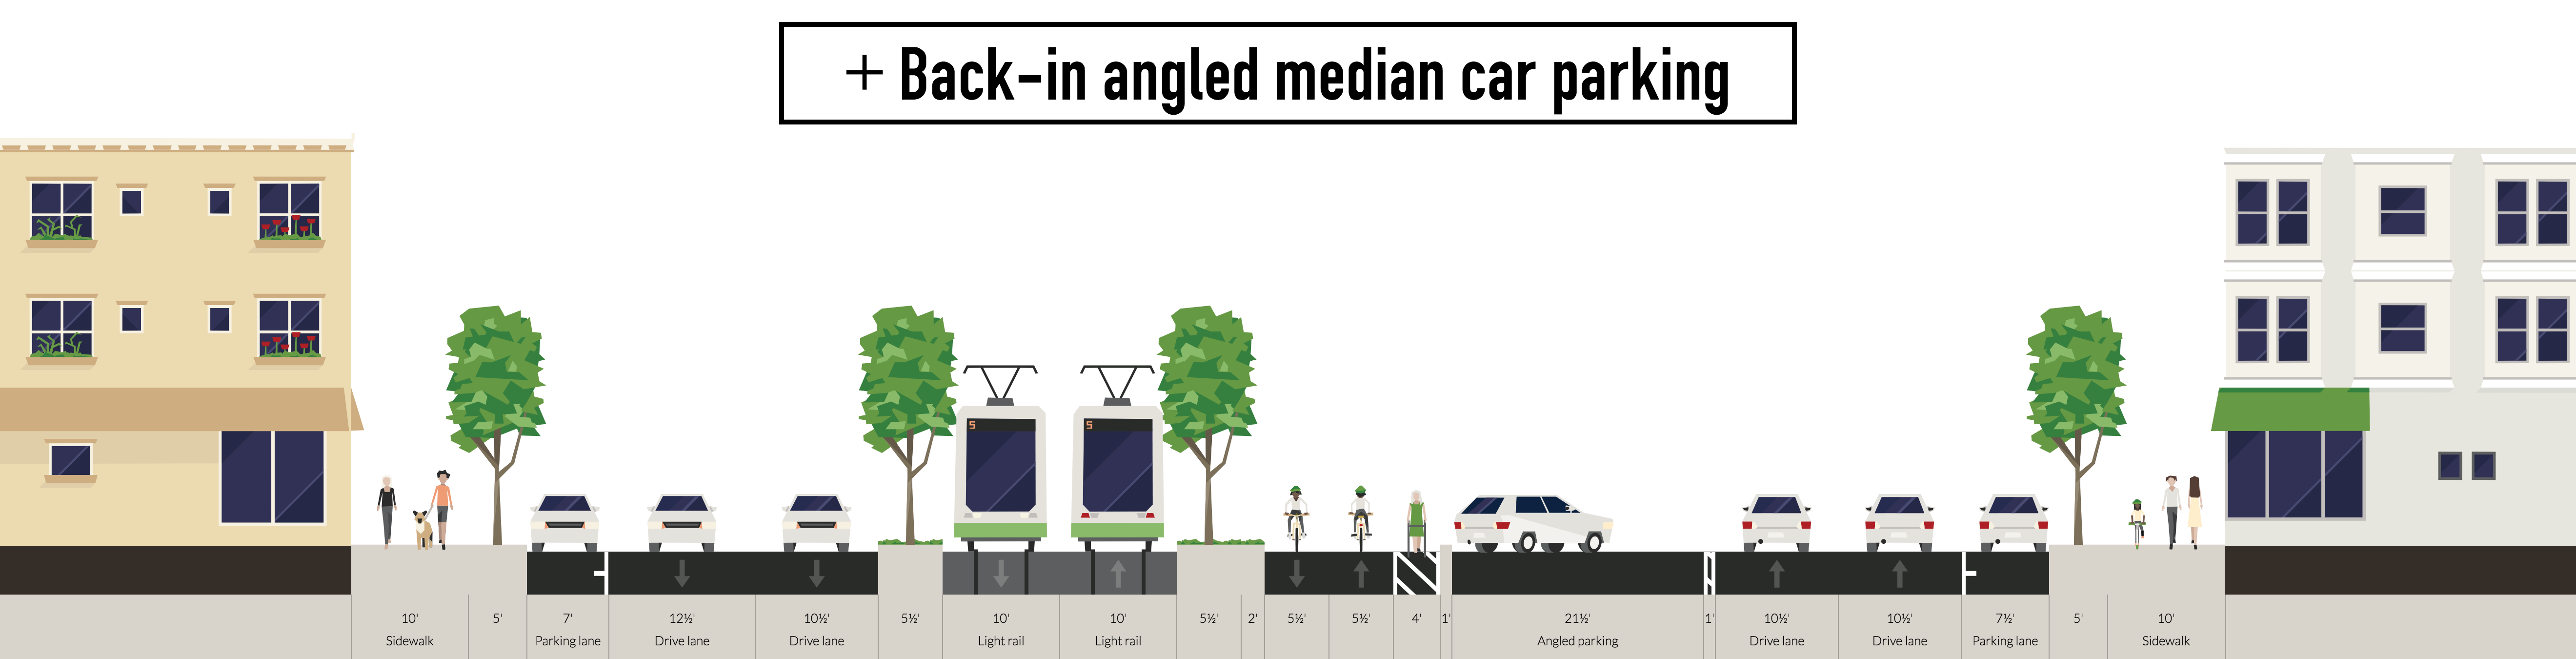 + Back-in angled median car parking
5 5
10' 5' 7' 12½' 10½' 5½' 10' 10' 5½' 2' 5½' 5½' 4' 1' 21½' 1' 10½' 10½' 7½' 5' 10'
Sidewalk Parking lane Drive lane Drive lane Light rail Light rail Angled parking Drive lane Drive lane Parking lane Sidewalk